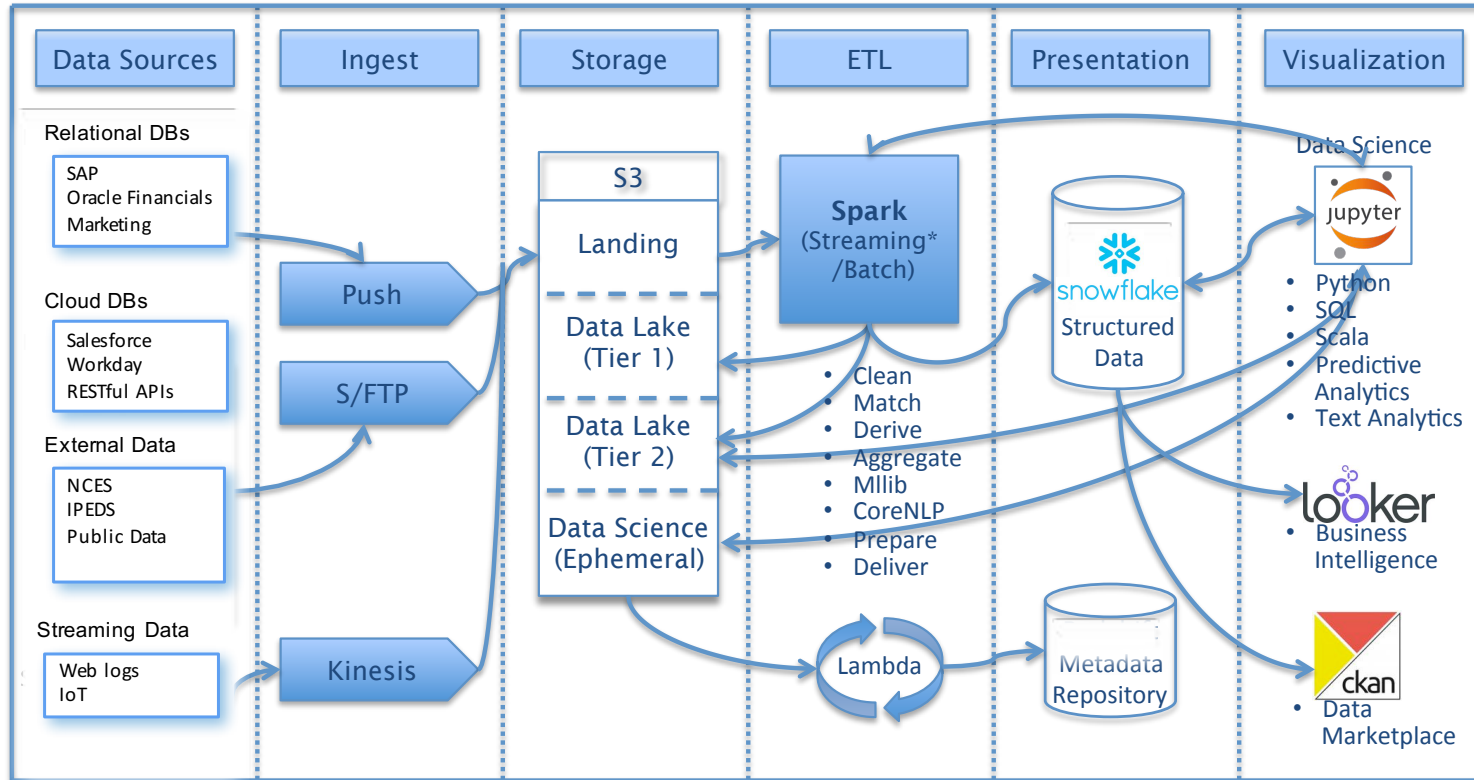 Data Sources
Ingest
Storage
ETL
Presentation
Visualization
Relational DBs
SAP
Oracle Financials
Marketing
Cloud DBs
Salesforce
Workday
RESTful APIs
External Data
NCES
IPEDS
Public Data
Streaming Data
Web logs
IoT
Push
S/FTP
Kinesis
S3
Landing
Data Lake
(Tier 1)
Data Lake
(Tier 2)
Data Science
(Ephemeral)
Spark
(Streaming*
/Batch)
• Clean
• Match
• Derive
• Aggregate
• Mllib
• CoreNLP
• Prepare
• Deliver
Lambda
snowflake
Structured
Data
Metadata
Repository
Data Science
jupyter
• Python
• SQL
• Scala
• Predictive
Analytics
• Text Analytics
looker
• Business
Intelligence
ckan
• Data
Marketplace